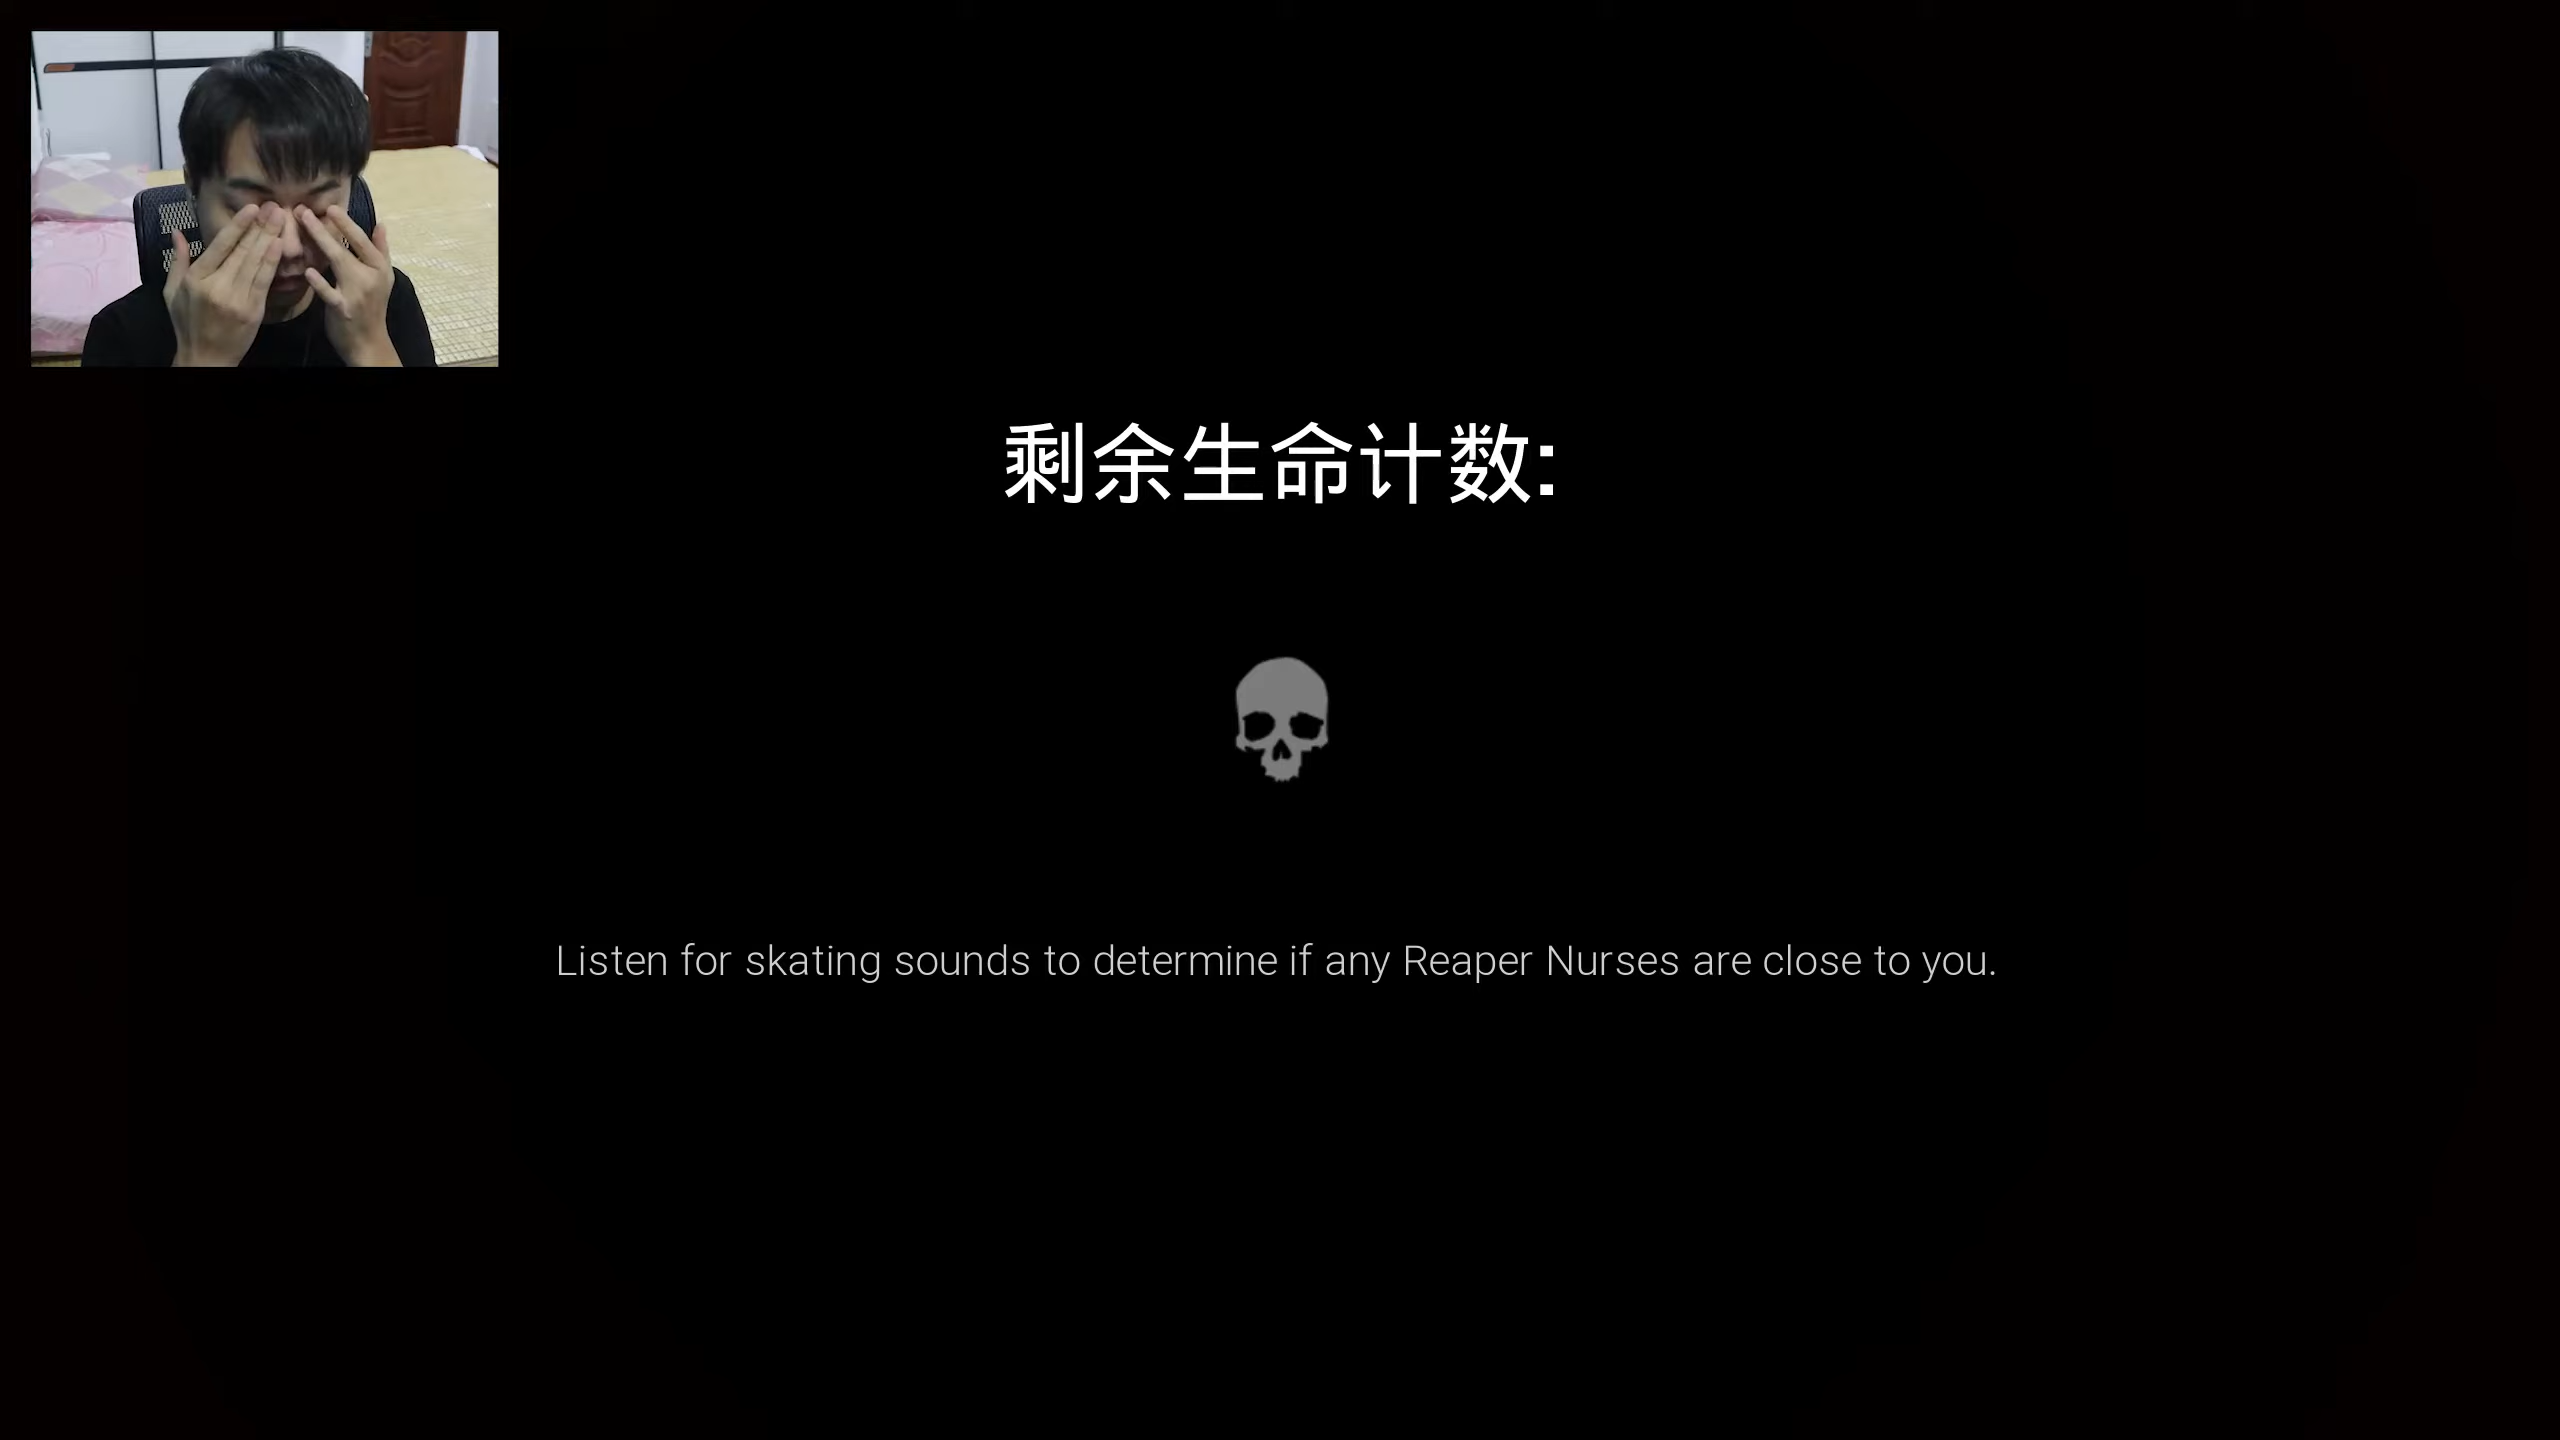 剩余生命计数:
Listen for skating sounds to determine if any Reaper Nurses are close to you.